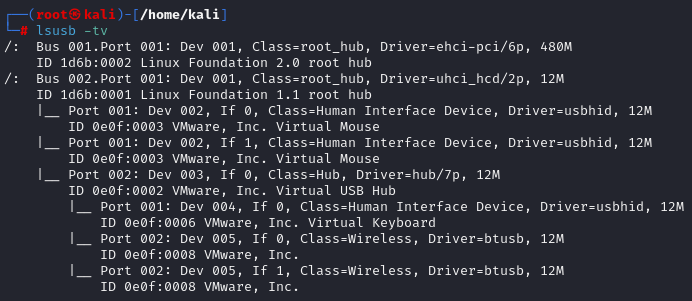 ┌──(root㉿kali)-[/home/kali]
└─# lsusb -tv
/:  Bus 001.Port 001: Dev 001, Class=root_hub, Driver=ehci-pci/6p, 480M
    ID 1d6b:0002 Linux Foundation 2.0 root hub
/:  Bus 002.Port 001: Dev 001, Class=root_hub, Driver=uhci_hcd/2p, 12M
    ID 1d6b:0001 Linux Foundation 1.1 root hub
    |__ Port 001: Dev 002, If 0, Class=Human Interface Device, Driver=usbhid, 12M
        ID 0e0f:0003 VMware, Inc. Virtual Mouse
    |__ Port 001: Dev 002, If 1, Class=Human Interface Device, Driver=usbhid, 12M
        ID 0e0f:0003 VMware, Inc. Virtual Mouse
    |__ Port 002: Dev 003, If 0, Class=Hub, Driver=hub/7p, 12M
        ID 0e0f:0002 VMware, Inc. Virtual USB Hub
        |__ Port 001: Dev 004, If 0, Class=Human Interface Device, Driver=usbhid, 12M
            ID 0e0f:0006 VMware, Inc. Virtual Keyboard
        |__ Port 002: Dev 005, If 0, Class=Wireless, Driver=btusb, 12M
            ID 0e0f:0008 VMware, Inc.
        |__ Port 002: Dev 005, If 1, Class=Wireless, Driver=btusb, 12M
            ID 0e0f:0008 VMware, Inc.